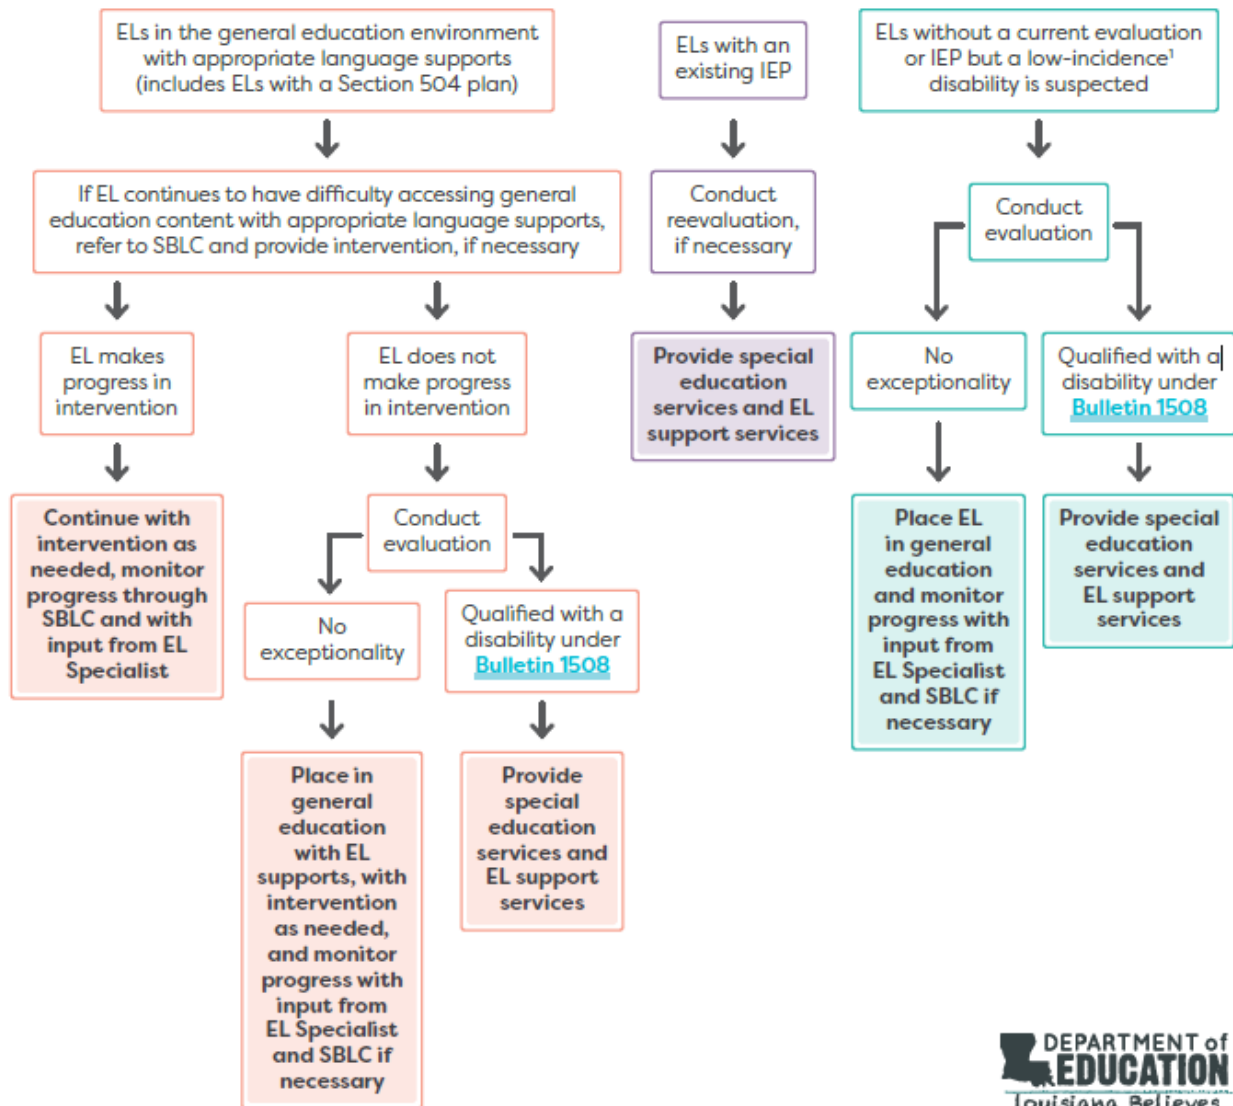 ELs in the general education environment
with appropriate language supports
(includes ELs with a Section 504 plan)
If EL continues to have difficulty accessing general
education content with appropriate language supports,
refer to SBLC and provide intervention, if necessary
EL makes
progress in
intervention
Continue with
intervention as
needed, monitor
progress through
SBLC and with
input from EL
Specialist
EL does not
make progress
in intervention
Conduct
evaluation
No
exceptionality
Place in
general
education
with EL
supports, with
intervention
as needed,
and monitor
progress with
input from
EL Specialist
and SBLC if
necessary
Qualified with a
disability under
Bulletin 1508
Provide
special
education
services and
EL support
services
ELs with an
existing IEP
Conduct
reevaluation,
if necessary
Provide special
education
services and EL
support services
ELs without a current evaluation
or IEP but a low-incidence¹
disability is suspected
Conduct
evaluation
No
exceptionality
Place EL
in general
education
and monitor
progress with
input from
EL Specialist
and SBLC if
necessary
Qualified with a
disability under
Bulletin 1508
Provide special
education
services and
EL support
services
DEPARTMENT of
EDUCATION
Louisiana Believes